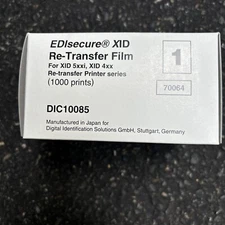 EDIsecure® XID
Re-Transfer Film
For XID 5xxi, XID 4xx
Re-transfer Printer series
(1000 prints)
1
70064
DIC10085
Manufactured in Japan for
Digital Identification Solutions GmbH, Stuttgart, Germany